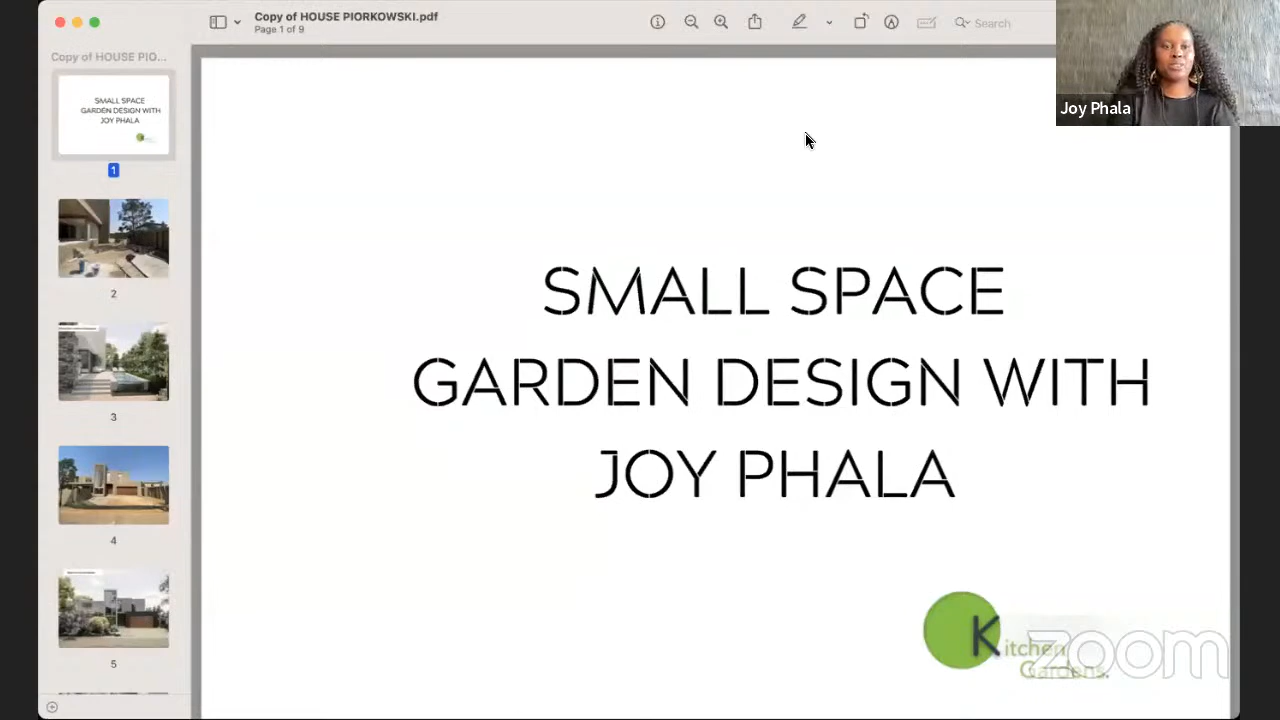 Copy of HOUSE PIORKOWSKI.pdf
Page 1 of 9
Search
Joy Phala
Copy of HOUSE PIO...
SMALL SPACE
GARDEN DESIGN WITH
JOY PHALA
1
2
3
4
5
SMALL SPACE
GARDEN DESIGN WITH
JOY PHALA
Kitchen
Gardens.
zoom